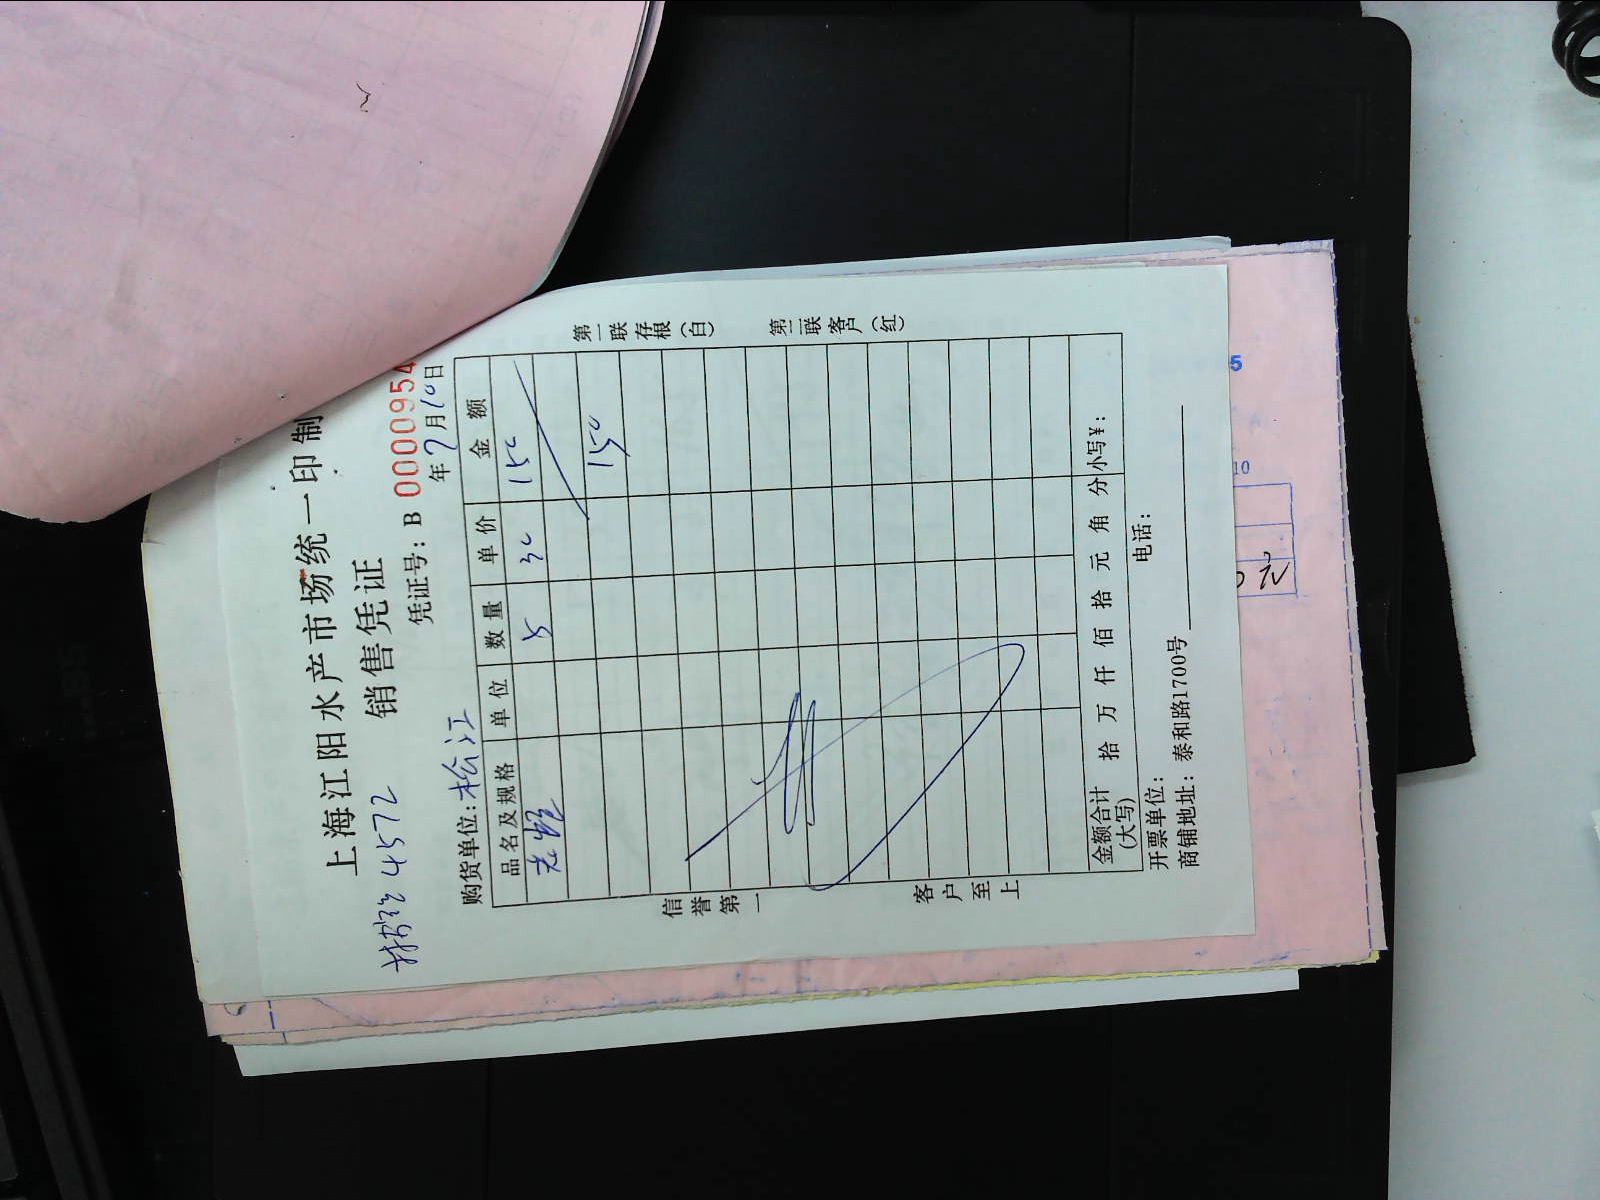 上海江阳水产市场统一印制
销售凭证
4572
凭证号：B 0000954
购货单位：松江
年7月10日
品名及规格 单位 数量 单价 金额
5 30 150
150
第一联存根（白）
第二联客户（红）
信誉第一
客户至上
金额合计（大写） 拾 万 仟 佰 拾 元 角 分 小写¥：
开票单位： 电话：
商铺地址：泰和路1700号
5
10
元